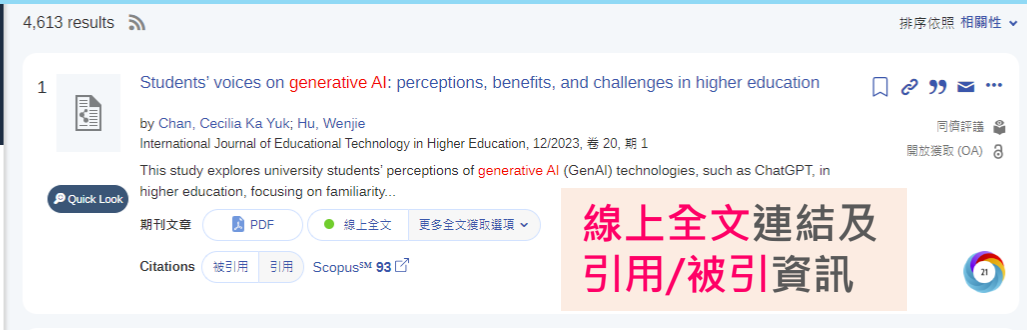 4,613 results
排序依照 相關性
1
Students' voices on generative AI: perceptions, benefits, and challenges in higher education
by Chan, Cecilia Ka Yuk; Hu, Wenjie
International Journal of Educational Technology in Higher Education, 12/2023, 卷 20, 期 1
同儕評議
開放獲取 (OA)
This study explores university students' perceptions of generative AI (GenAI) technologies, such as ChatGPT, in
higher education, focusing on familiarity...
Quick Look
期刊文章 PDF 線上全文 更多全文獲取選項
Citations 被引用 引用 Scopus℠ 93
線上全文連結及
引用/被引資訊
21